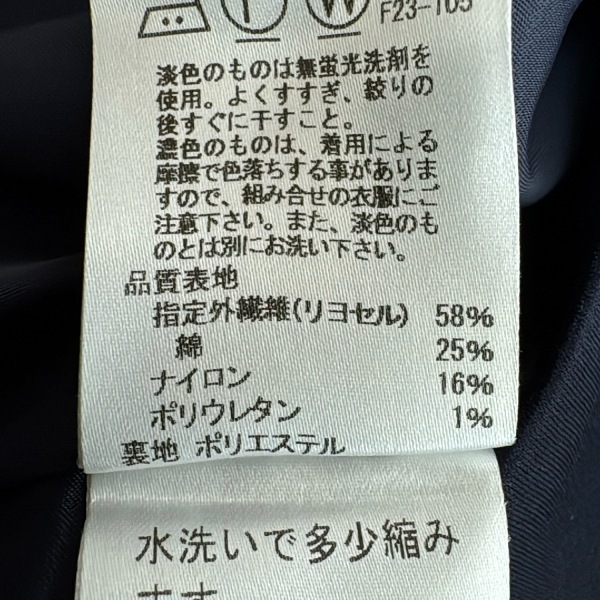 F W
F23-105
淡色のものは無蛍光洗剤を
使用。よくすすぎ、絞りの
後すぐに干すこと。
濃色のものは、着用による
摩擦で色落ちする事がありま
すので、組み合せの衣服にご
注意下さい。また、淡色のも
のとは別にお洗い下さい。
品質表地
指定外繊維(リヨセル) 58%
綿 25%
ナイロン 16%
ポリウレタン 1%
裏地 ポリエステル
水洗いで多少縮み
ます